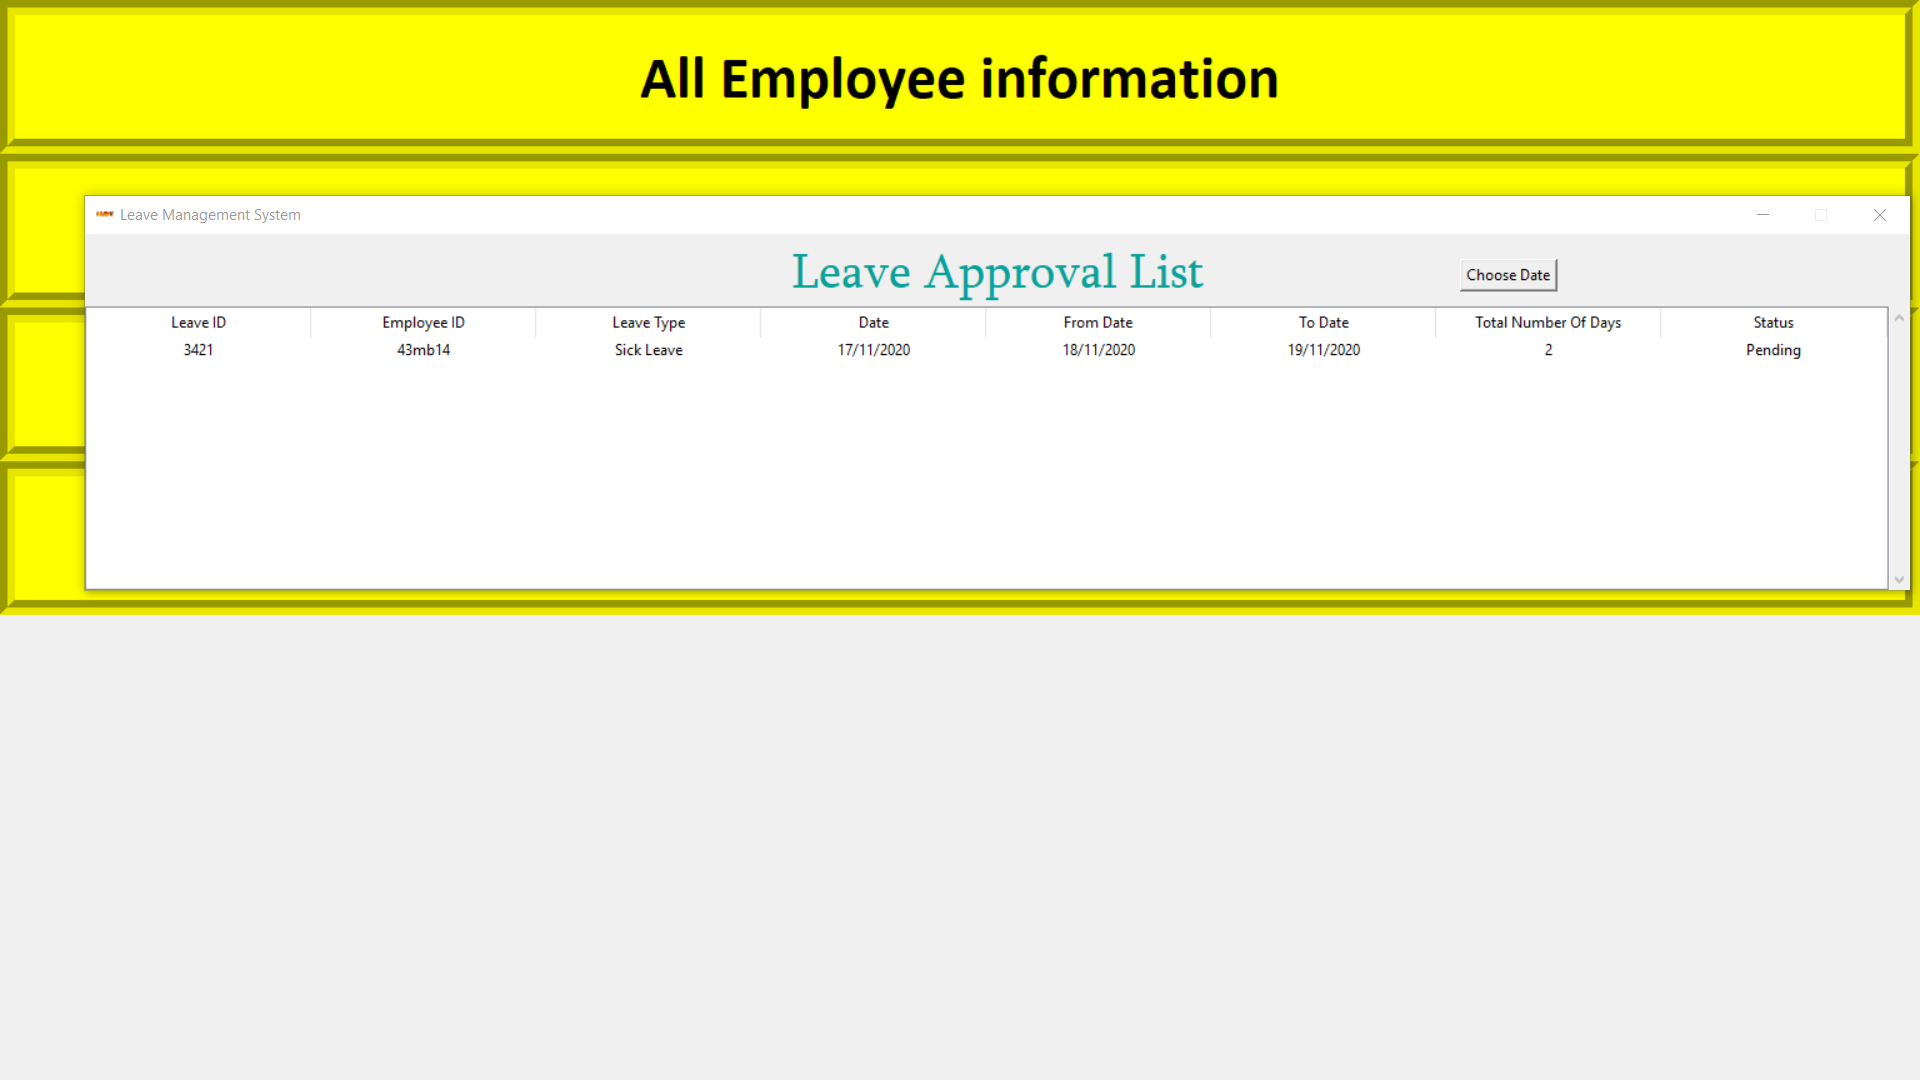 All Employee information
Leave Management System
Leave Approval List
Choose Date
Leave ID Employee ID Leave Type Date From Date To Date Total Number Of Days Status
3421 43mb14 Sick Leave 17/11/2020 18/11/2020 19/11/2020 2 Pending